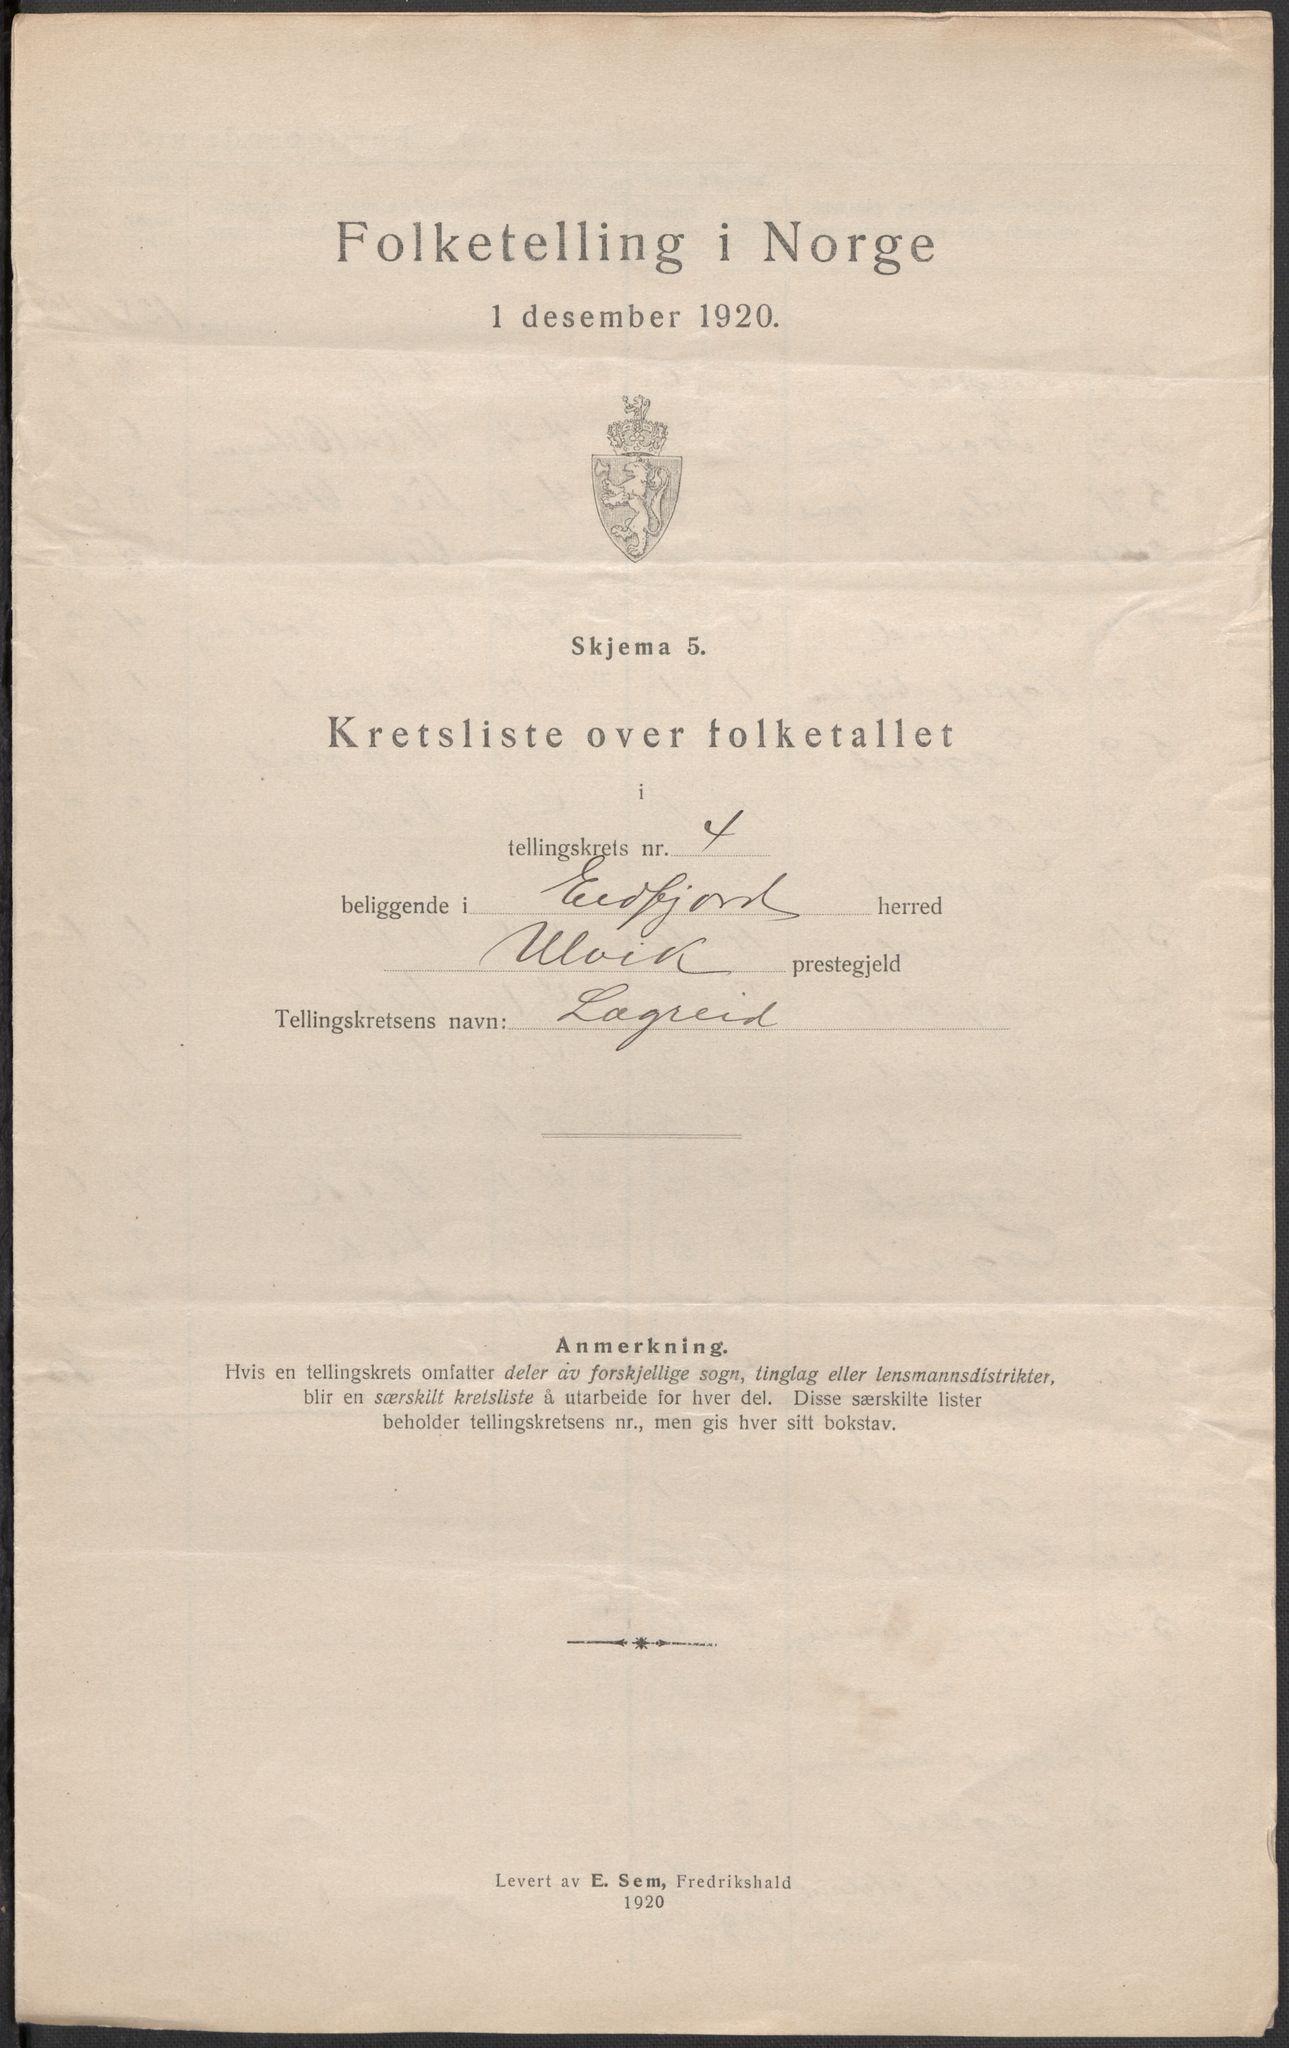 Folketelling i Norge
1 desember 1920.
Skjema 5.
Kretsliste over folketallet
i
tellingskrets nr. 4
beliggende i Eidfjord herred
Ulvik prestegjeld
Tellingskretsens navn: Lægreid
Anmerkning.
Hvis en tellingskrets omfatter deler av forskjellige sogn, tinglag eller lensmannsdistrikter,
blir en særskilt kretsliste å utarbeide for hver del. Disse særskilte lister
beholder tellingskretsens nr., men gis hver sitt bokstav.
Levert av E. Sem, Fredrikshald
1920